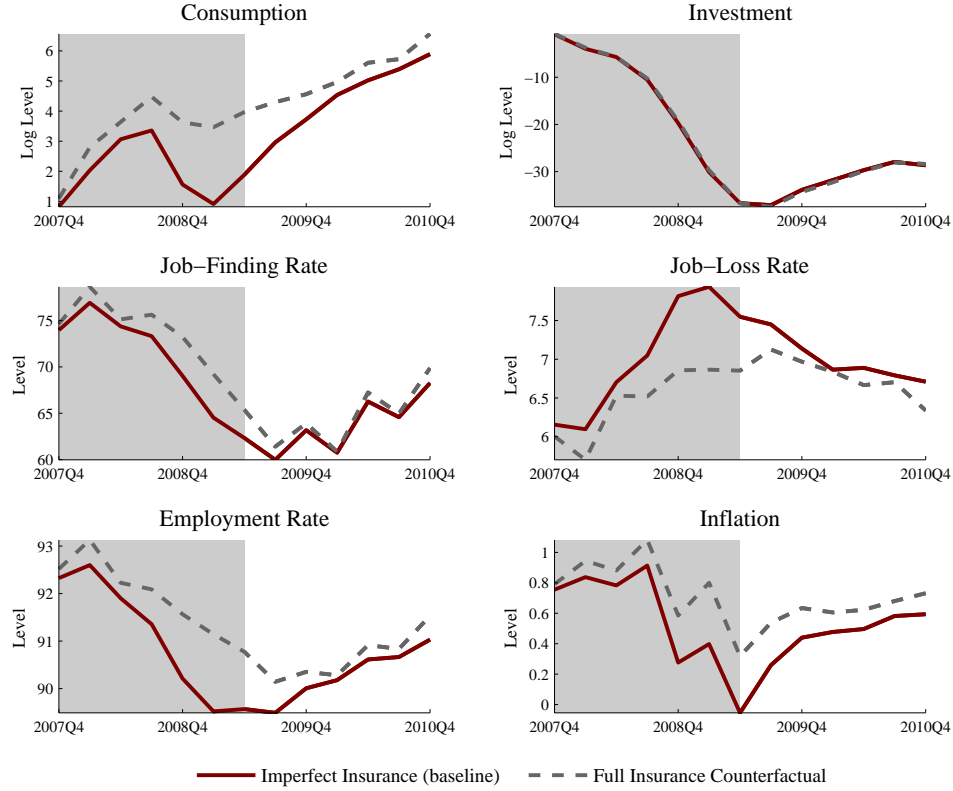 Consumption
Log Level
6
5
4
3
2
1
2007Q4 2008Q4 2009Q4 2010Q4
Investment
Log Level
−10
−20
−30
2007Q4 2008Q4 2009Q4 2010Q4
Job−Finding Rate
Level
75
70
65
60
2007Q4 2008Q4 2009Q4 2010Q4
Job−Loss Rate
Level
7.5
7
6.5
6
2007Q4 2008Q4 2009Q4 2010Q4
Employment Rate
Level
93
92
91
90
2007Q4 2008Q4 2009Q4 2010Q4
Inflation
Level
1
0.8
0.6
0.4
0.2
0
2007Q4 2008Q4 2009Q4 2010Q4
Imperfect Insurance (baseline) Full Insurance Counterfactual